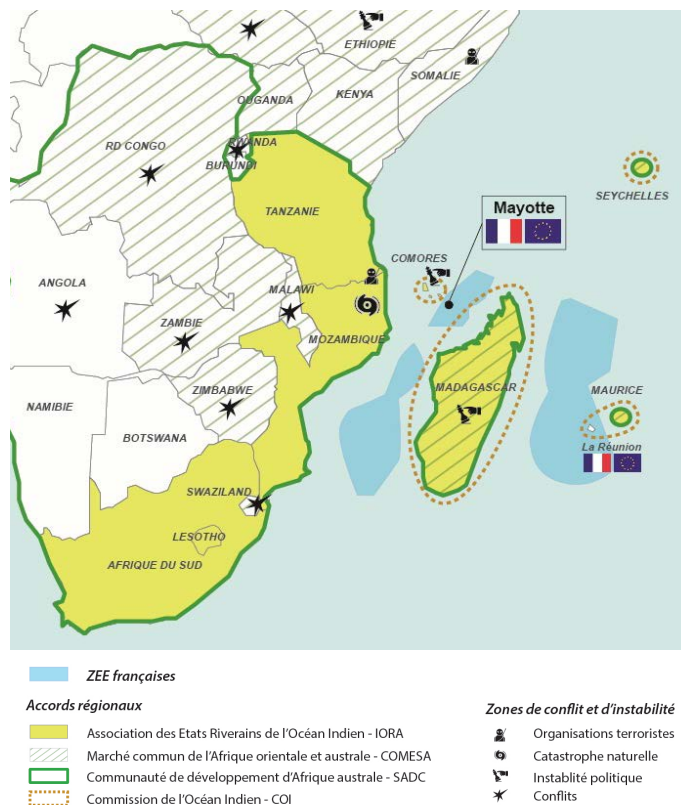 ETHIOPIE
SOMALIE
OUGANDA
KENYA
RD CONGO
RWANDA
BURUNDI
SEYCHELLES
TANZANIE
Mayotte
COMORES
ANGOLA
MALAWI
ZAMBIE
MOZAMBIQUE
MADAGASCAR
ZIMBABWE
MAURICE
NAMIBIE
BOTSWANA
La Réunion
SWAZILAND
LESOTHO
AFRIQUE DU SUD
ZEE françaises
Accords régionaux
Association des Etats Riverains de l'Océan Indien - IORA
Marché commun de l'Afrique orientale et australe - COMESA
Communauté de développement d'Afrique australe - SADC
Commission de l'Océan Indien - COI
Zones de conflit et d'instabilité
Organisations terroristes
Catastrophe naturelle
Instablité politique
Conflits